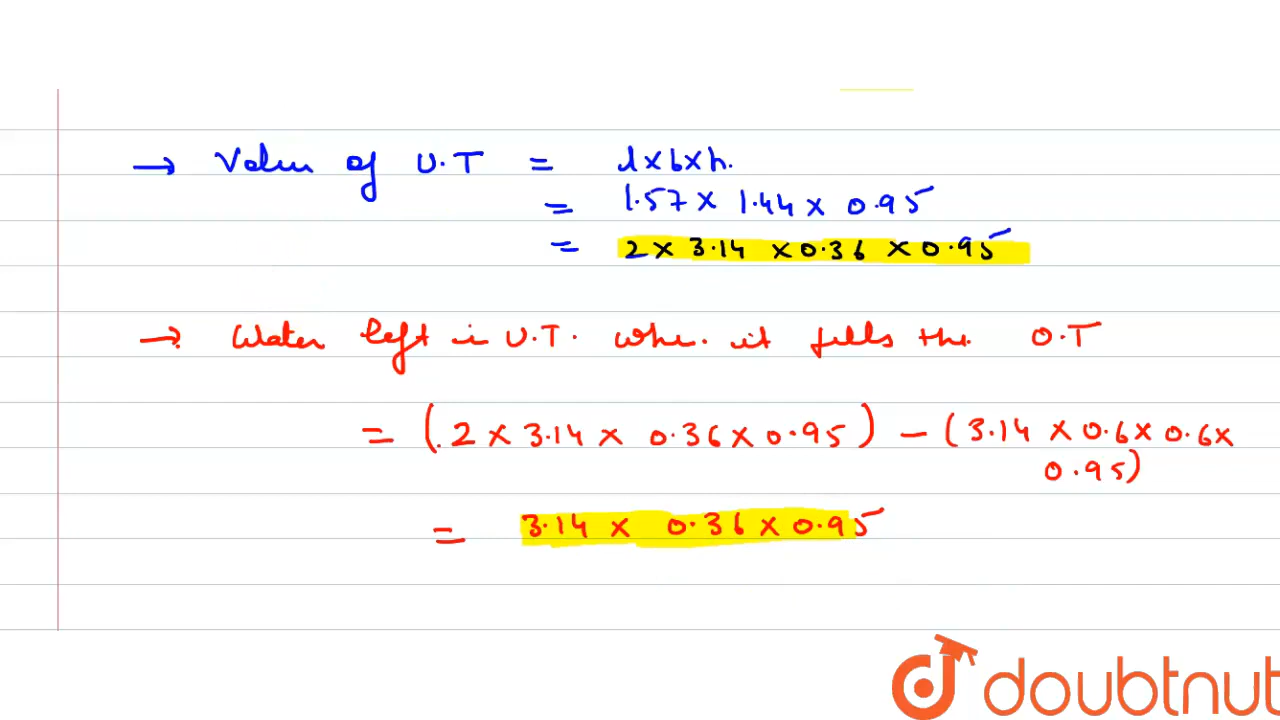 → Volum of U.T = l×b×h.
= 1.57 × 1.44 × 0.95
= 2 × 3.14 × 0.36 × 0.95
→ Water left in U.T. when it fills the O.T
= (2 × 3.14 × 0.36 × 0.95) − (3.14 × 0.6 × 0.6 ×
0.95)
= 3.14 × 0.36 × 0.95
doubtnut